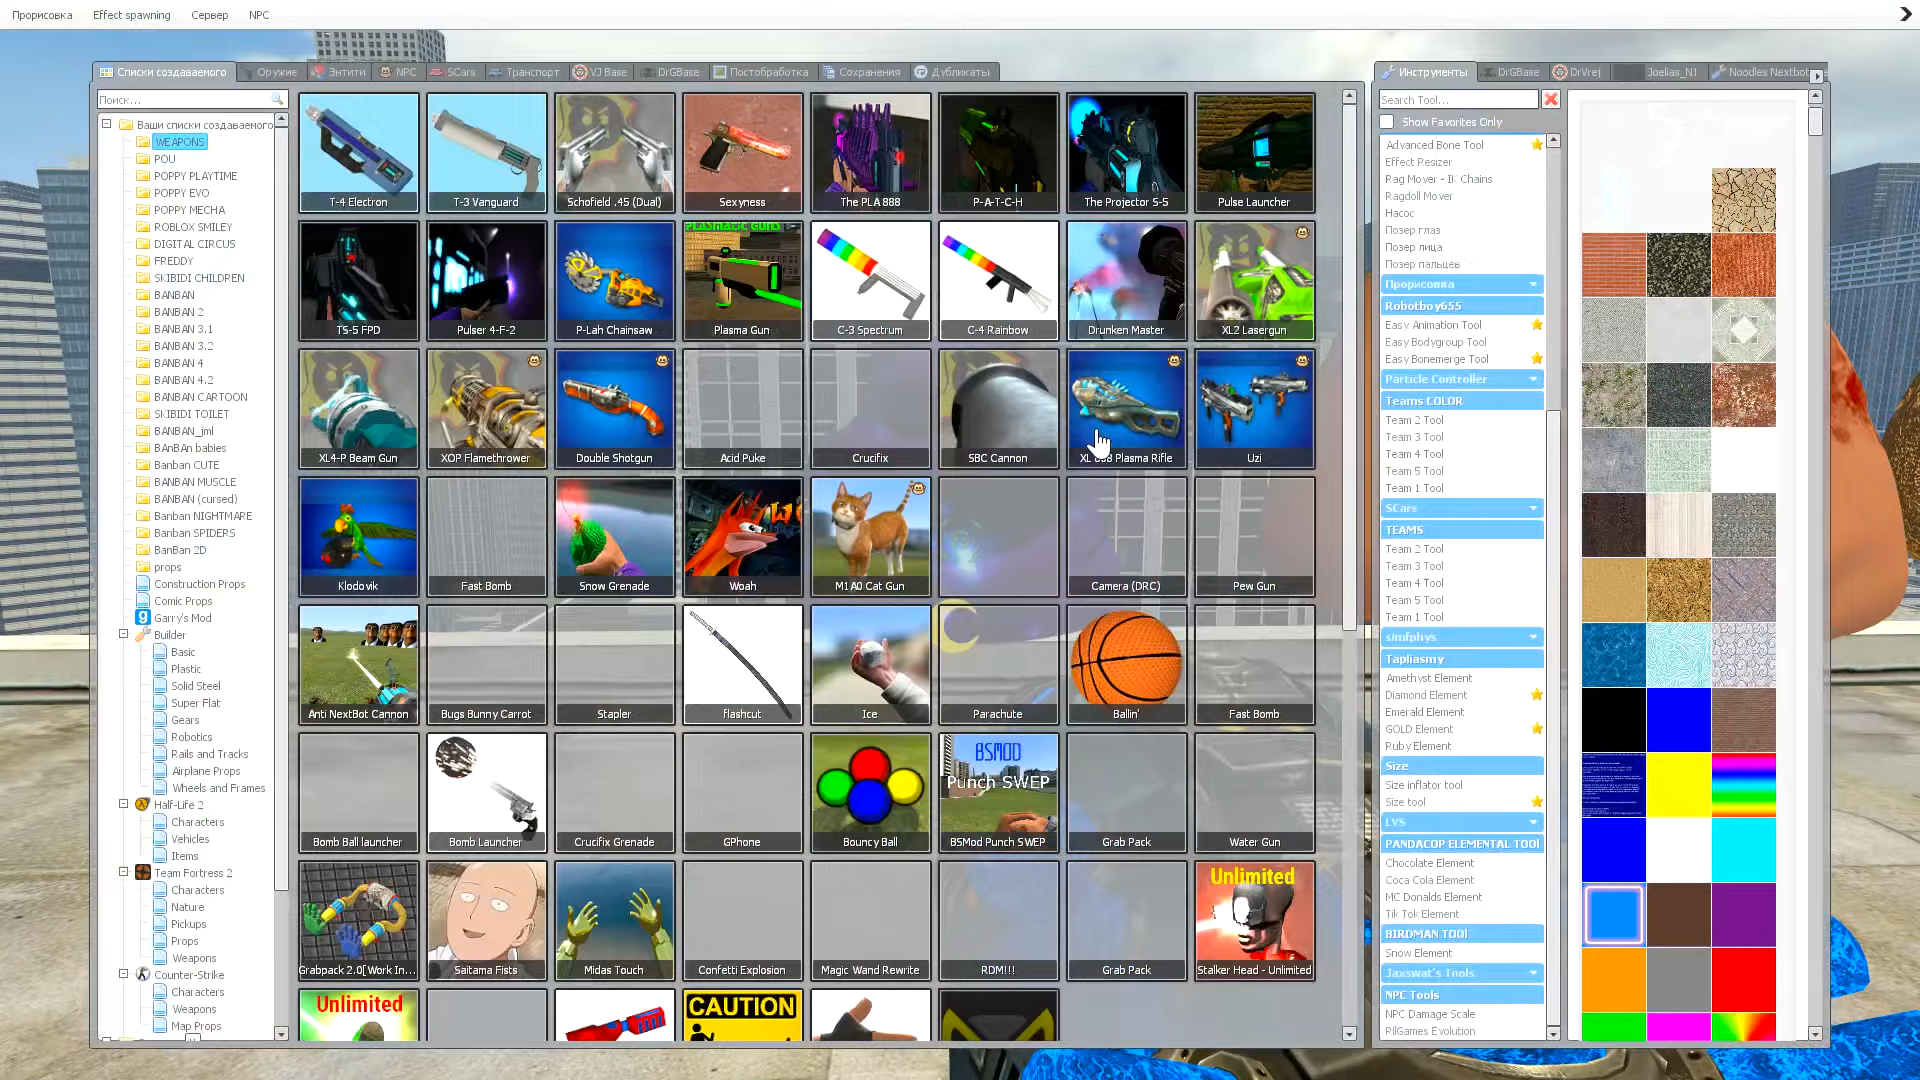 Прорисовка Effect spawning Сервер NPC
Списки создаваемого Оружие Энтити NPC SCars Транспорт VJ Base DrGBase Постобработка Сохранения Дубликаты
Поиск...
Ваши списки создаваемого
WEAPONS
POU
POPPY PLAYTIME
POPPY EVO
POPPY MECHA
ROBLOX SMILEY
DIGITAL CIRCUS
FREDDY
SKIBIDI CHILDREN
BANBAN
BANBAN 2
BANBAN 3.1
BANBAN 3.2
BANBAN 4
BANBAN 4.2
BANBAN CARTOON
SKIBIDI TOILET
BANBAN_jml
BAnBAn babies
Banban CUTE
BANBAN MUSCLE
BANBAN (cursed)
Banban NIGHTMARE
Banban SPIDERS
BanBan 2D
props
Construction Props
Comic Props
Garry's Mod
Builder
Basic
Plastic
Solid Steel
Super Flat
Gears
Robotics
Rails and Tracks
Airplane Props
Wheels and Frames
Half-Life 2
Characters
Vehicles
Items
Team Fortress 2
Characters
Nature
Pickups
Props
Weapons
Counter-Strike
Characters
Weapons
Map Props
T-4 Electron T-3 Vanguard Schofield .45 (Dual) Sexyness The PLA 888 P-A-T-C-H The Projector S-5 Pulse Launcher
PLASMATIC GUNS
TS-5 FPD Pulser 4-F-2 P-Lah Chainsaw Plasma Gun C-3 Spectrum C-4 Rainbow Drunken Master XL2 Lasergun
XL4-P Beam Gun XOP Flamethrower Double Shotgun Acid Puke Crucifix SBC Cannon XL Plasma Rifle Uzi
Klodovik Fast Bomb Snow Grenade Woah M1A0 Cat Gun Camera (DRC) Pew Gun
Anti NextBot Cannon Bugs Bunny Carrot Stapler flashcut Ice Parachute Ballin' Fast Bomb
BSMOD
Punch SWEP
Bomb Ball launcher Bomb Launcher Crucifix Grenade GPhone Bouncy Ball BSMod Punch SWEP Grab Pack Water Gun
Unlimited
Grabpack 2.0[Work In... Saitama Fists Midas Touch Confetti Explosion Magic Wand Rewrite RDM!!! Grab Pack Stalker Head - Unlimited
Unlimited CAUTION
Инструменты DrGBase DrVrej Joelias_N1 Noodles Nextbot
Search Tool...
Show Favorites Only
Advanced Bone Tool
Effect Resizer
Rag Mover - IK Chains
Ragdoll Mover
Насос
Позер глаз
Позер лица
Позер пальцев
Прорисовка
Robotboy655
Easy Animation Tool
Easy Bodygroup Tool
Easy Bonemerge Tool
Particle Controller
Teams COLOR
Team 2 Tool
Team 3 Tool
Team 4 Tool
Team 5 Tool
Team 1 Tool
SCars
TEAMS
Team 2 Tool
Team 3 Tool
Team 4 Tool
Team 5 Tool
Team 1 Tool
simfphys
Tapliasmy
Amethyst Element
Diamond Element
Emerald Element
GOLD Element
Ruby Element
Size
Size inflator tool
Size tool
LVS
PANDACOP ELEMENTAL TOOl
Chocolate Element
Coca Cola Element
MC Donalds Element
Tik Tok Element
BIRDMAN TOOl
Snow Element
Jaxswat's Tools
NPC Tools
NPC Damage Scale
RilGames Evolution